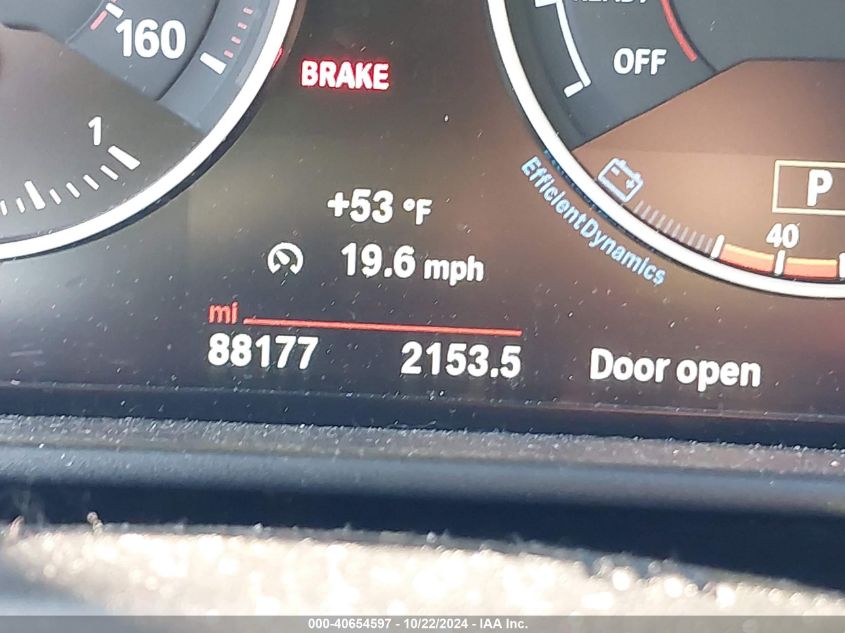 160
READY
OFF
BRAKE
1
+53 °F
EfficientDynamics
P
19.6 mph
40
mi
88177 2153.5 Door open
000-40654597 - 10/22/2024 - IAA Inc.